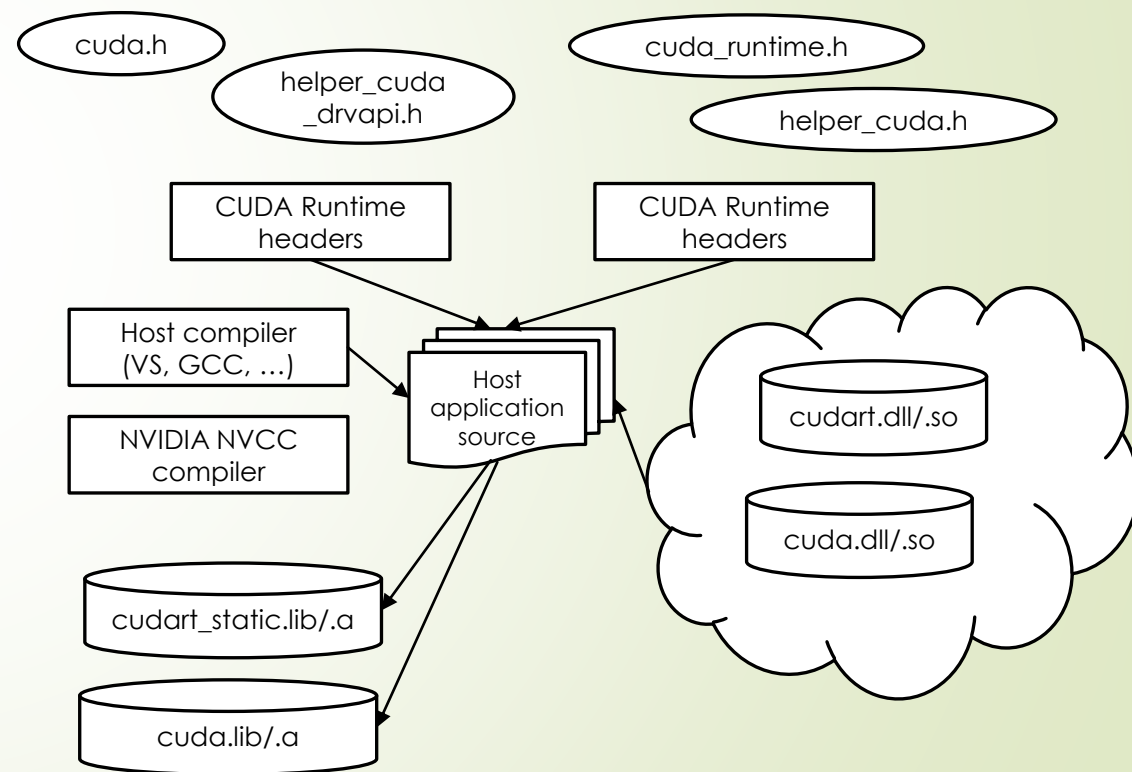 cuda.h
cuda_runtime.h
helper_cuda
_drvapi.h
helper_cuda.h
CUDA Runtime
headers
CUDA Runtime
headers
Host compiler
(VS, GCC, …)
Host
application
source
cudart.dll/.so
NVIDIA NVCC
compiler
cuda.dll/.so
cudart_static.lib/.a
cuda.lib/.a